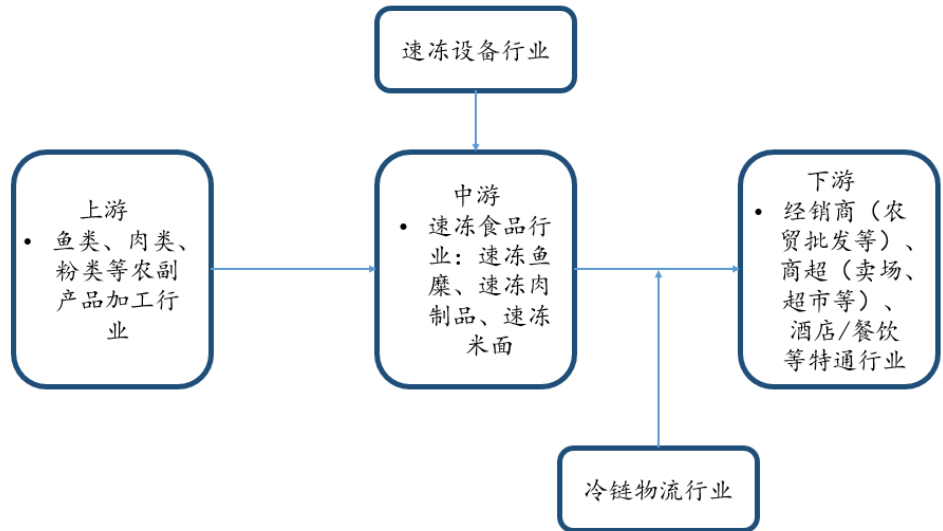 速冻设备行业
上游
• 鱼类、肉类、
粉类等农副
产品加工行
业
中游
• 速冻食品行
业：速冻鱼
糜、速冻肉
制品、速冻
米面
下游
• 经销商（农
贸批发等）、
商超（卖场、
超市等）、
酒店/餐饮
等特通行业
冷链物流行业